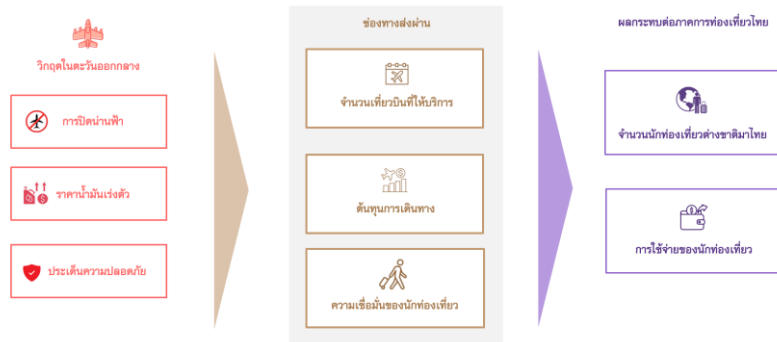 วิกฤตในตะวันออกกลาง
การปิดน่านฟ้า
ราคาน้ำมันเร่งตัว
ประเด็นความปลอดภัย
ช่องทางส่งผ่าน
จำนวนเที่ยวบินที่ให้บริการ
ต้นทุนการเดินทาง
ความเชื่อมั่นของนักท่องเที่ยว
ผลกระทบต่อภาคการท่องเที่ยวไทย
จำนวนนักท่องเที่ยวต่างชาติมาไทย
การใช้จ่ายของนักท่องเที่ยว